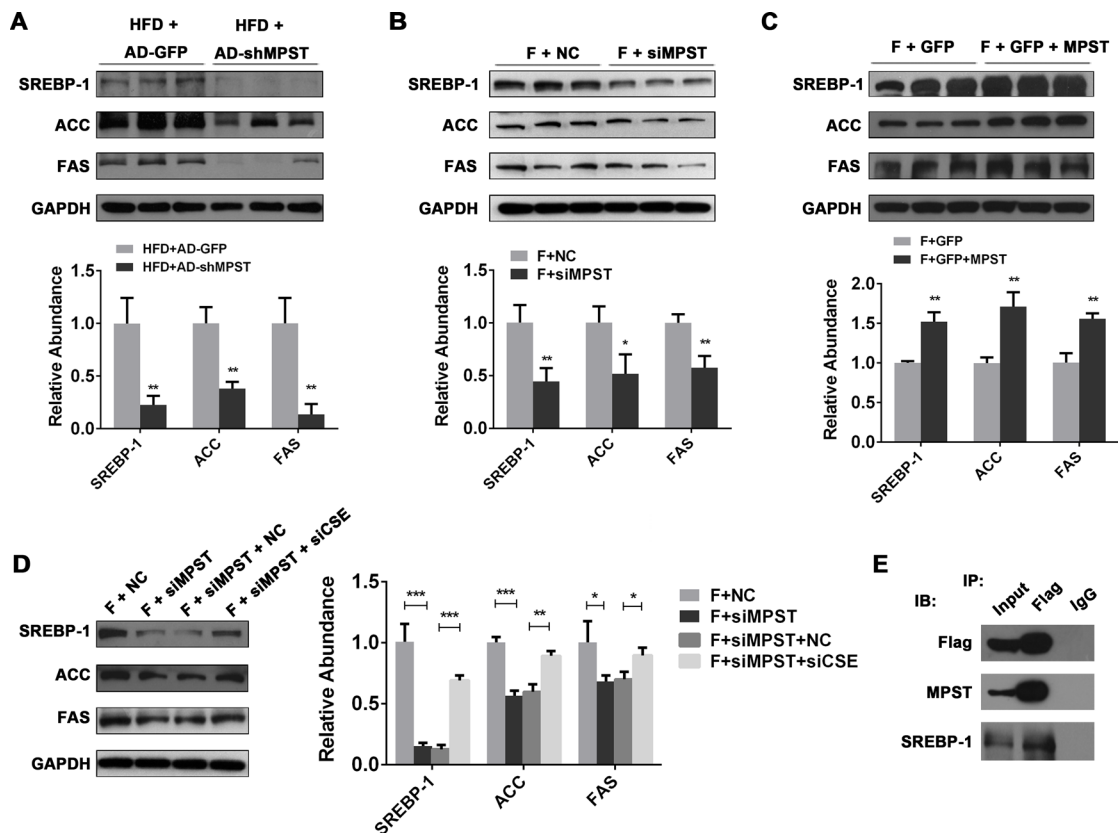 A
HFD +
AD-GFP
HFD +
AD-shMPST
SREBP-1
ACC
FAS
GAPDH
HFD+AD-GFP
HFD+AD-shMPST
Relative Abundance
1.5
1.0
0.5
0.0
**
**
**
SREBP-1
ACC
FAS
B
F + NC
F + siMPST
SREBP-1
ACC
FAS
GAPDH
F+NC
F+siMPST
Relative Abundance
1.5
1.0
0.5
0.0
**
*
**
SREBP-1
ACC
FAS
C
F + GFP
F + GFP + MPST
SREBP-1
ACC
FAS
GAPDH
F+GFP
F+GFP+MPST
Relative Abundance
2.0
1.5
1.0
0.5
0.0
**
**
**
SREBP-1
ACC
FAS
D
F + NC
F + siMPST
F + siMPST + NC
F + siMPST + siCSE
SREBP-1
ACC
FAS
GAPDH
Relative Abundance
1.5
1.0
0.5
0.0
***
***
***
**
*
*
F+NC
F+siMPST
F+siMPST+NC
F+siMPST+siCSE
SREBP-1
ACC
FAS
E
IP:
IB:
Input
Flag
IgG
Flag
MPST
SREBP-1